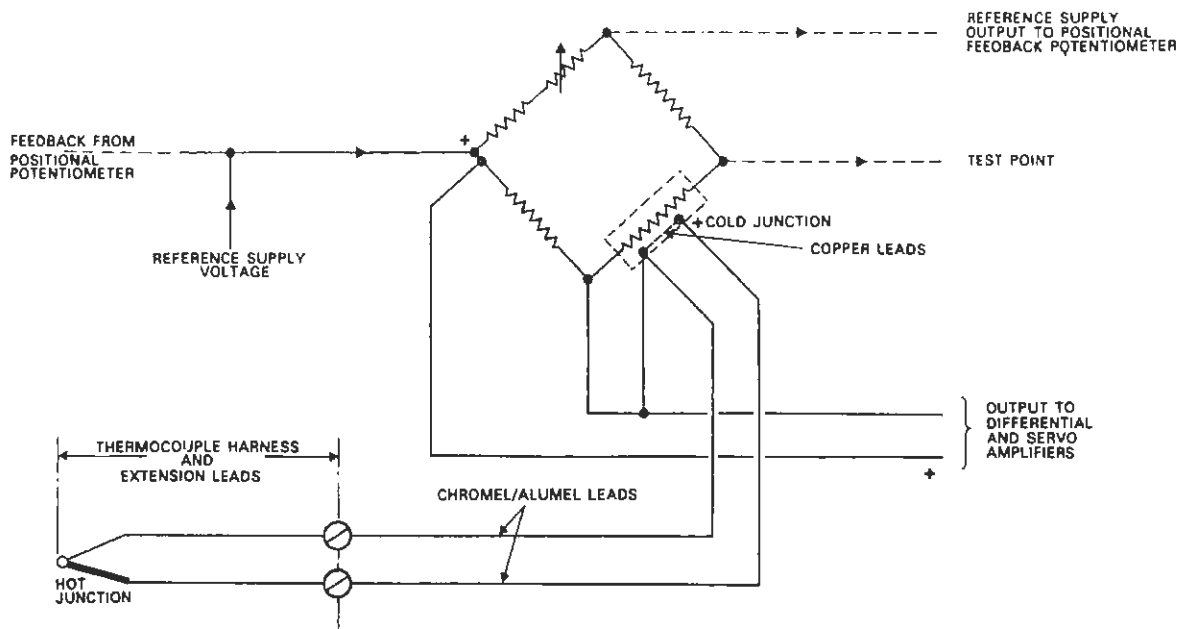 REFERENCE SUPPLY
OUTPUT TO POSITIONAL
FEEDBACK POTENTIOMETER
FEEDBACK FROM
POSITIONAL
POTENTIOMETER
+
TEST POINT
REFERENCE SUPPLY
VOLTAGE
+ COLD JUNCTION
COPPER LEADS
OUTPUT TO
DIFFERENTIAL
AND SERVO
AMPLIFIERS
+
THERMOCOUPLE HARNESS
AND
EXTENSION LEADS
CHROMEL/ALUMEL LEADS
HOT
JUNCTION